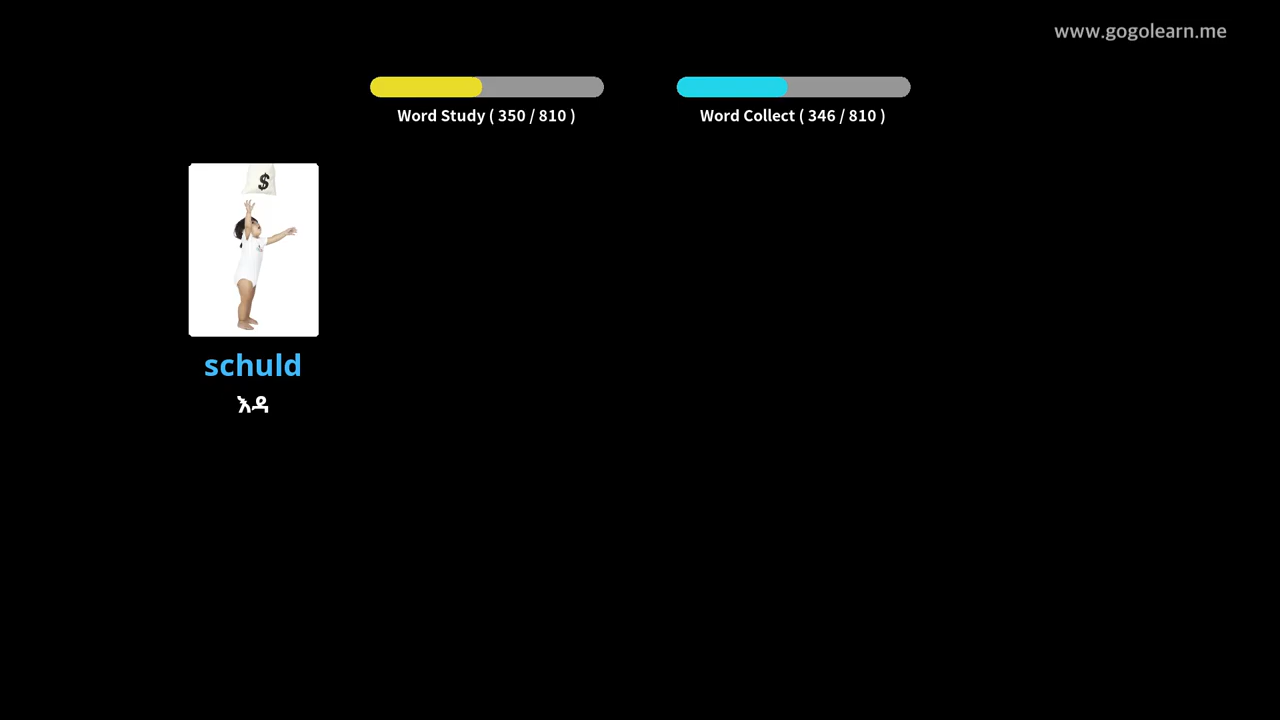 www.gogolearn.me
Word Study ( 350 / 810 )
Word Collect ( 346 / 810 )
$
schuld
እዳ